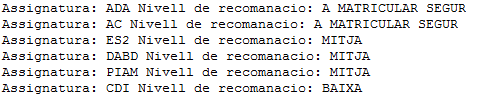 Assignatura: ADA Nivell de recomanacio: A MATRICULAR SEGUR
Assignatura: AC Nivell de recomanacio: A MATRICULAR SEGUR
Assignatura: ES2 Nivell de recomanacio: MITJA
Assignatura: DABD Nivell de recomanacio: MITJA
Assignatura: PIAM Nivell de recomanacio: MITJA
Assignatura: CDI Nivell de recomanacio: BAIXA